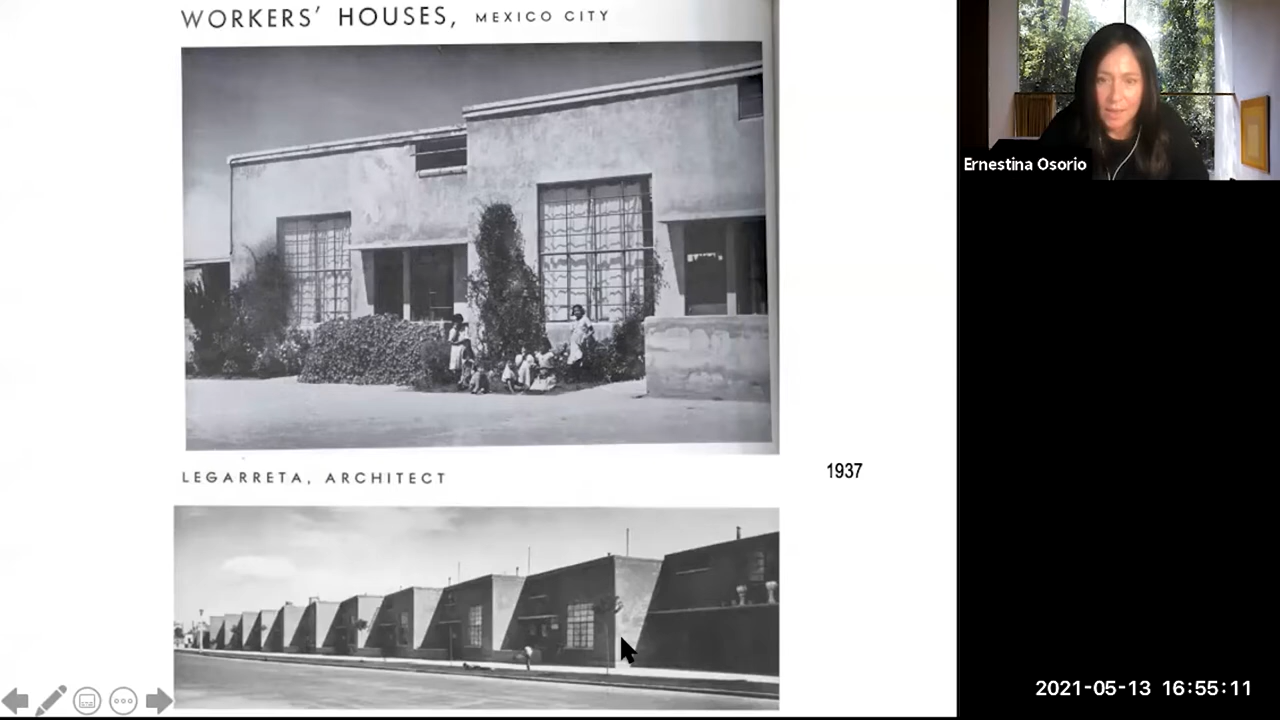 WORKERS' HOUSES, MEXICO CITY
Ernestina Osorio
LEGARRETA, ARCHITECT
1937
2021-05-13 16:55:11